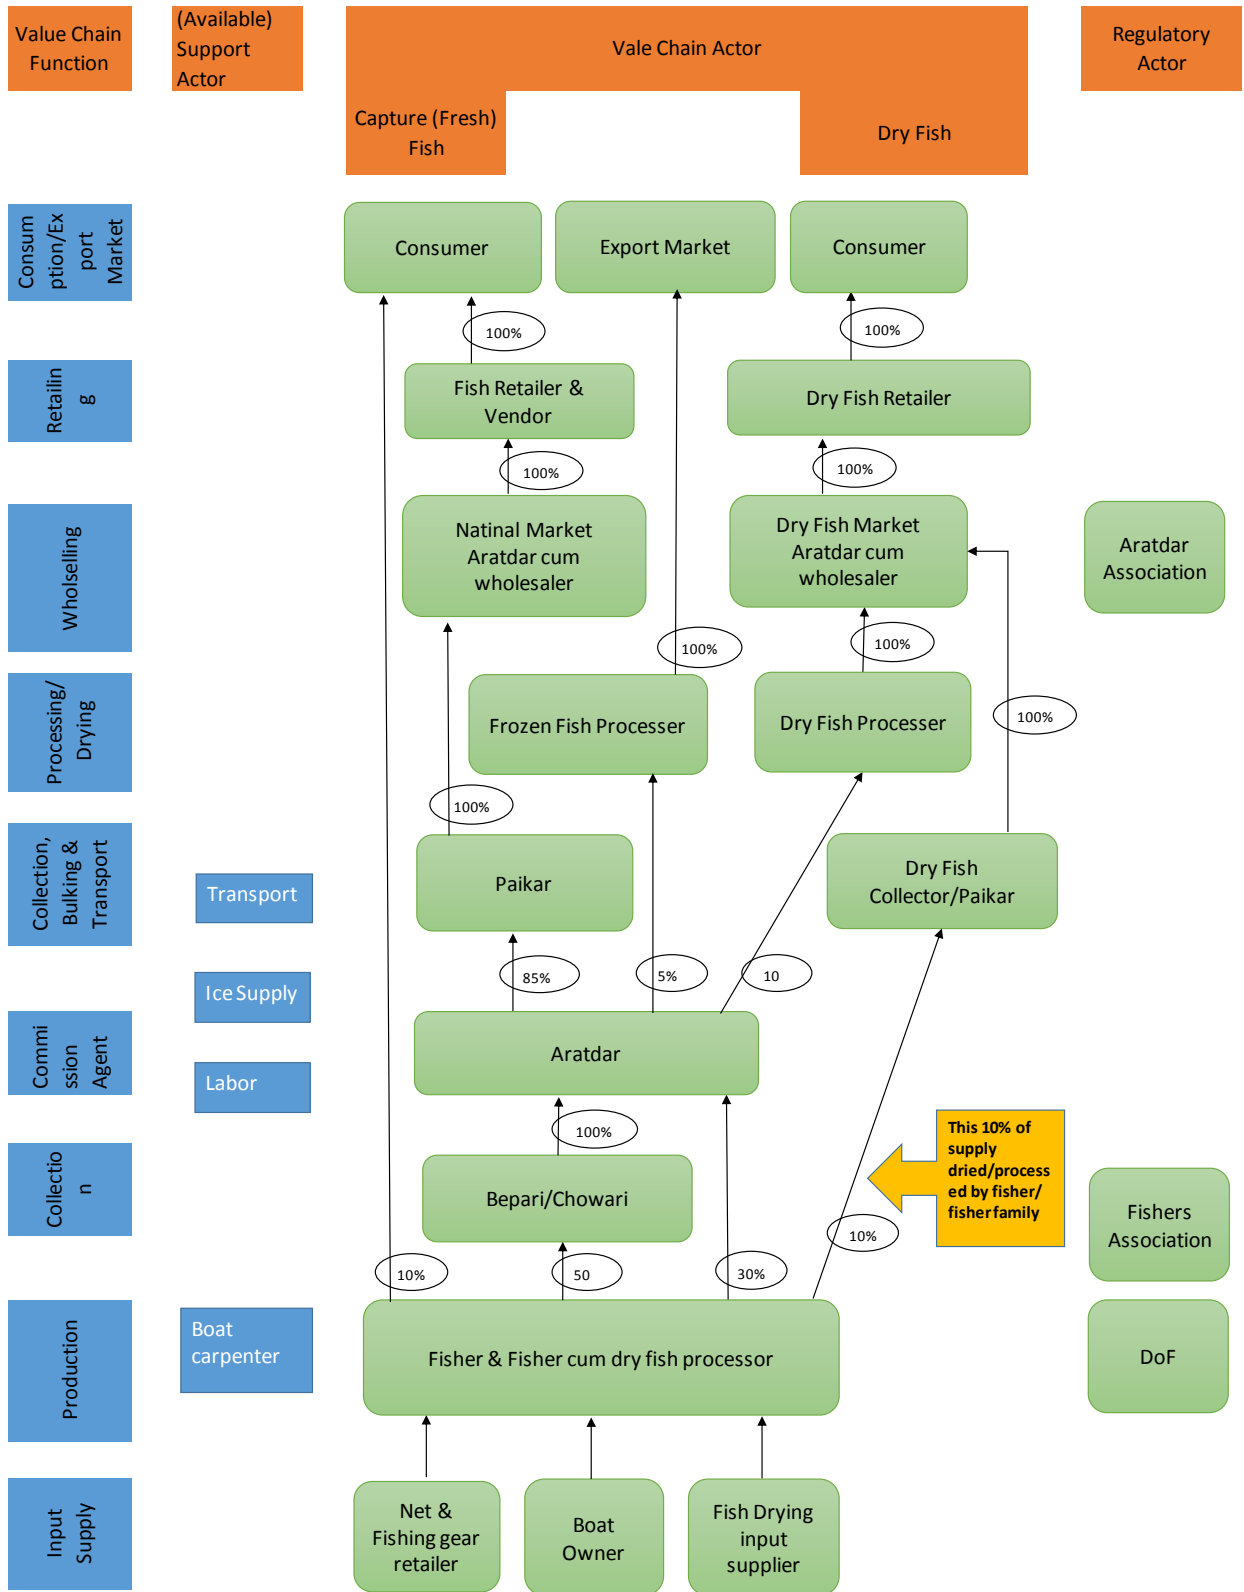 Value Chain
Function
(Available)
Support
Actor
Vale Chain Actor
Regulatory
Actor
Capture (Fresh)
Fish
Dry Fish
Consum
ption/Ex
port
Market
Consumer
Export Market
Consumer
100%
100%
Retailin
g
Fish Retailer &
Vendor
Dry Fish Retailer
100%
100%
Wholselling
Natinal Market
Aratdar cum
wholesaler
Dry Fish Market
Aratdar cum
wholesaler
Aratdar
Association
100%
100%
Processing/
Drying
Frozen Fish Processer
Dry Fish Processer
100%
100%
Collection,
Bulking &
Transport
Transport
Paikar
Dry Fish
Collector/Paikar
85%
5%
10
Ice Supply
Commi
ssion
Agent
Labor
Aratdar
100%
This 10% of
supply
dried/process
ed by fisher/
fisher family
Collectio
n
Bepari/Chowari
Fishers
Association
10%
50
30%
10%
Production
Boat
carpenter
Fisher & Fisher cum dry fish processor
DoF
Input
Supply
Net &
Fishing gear
retailer
Boat
Owner
Fish Drying
input
supplier